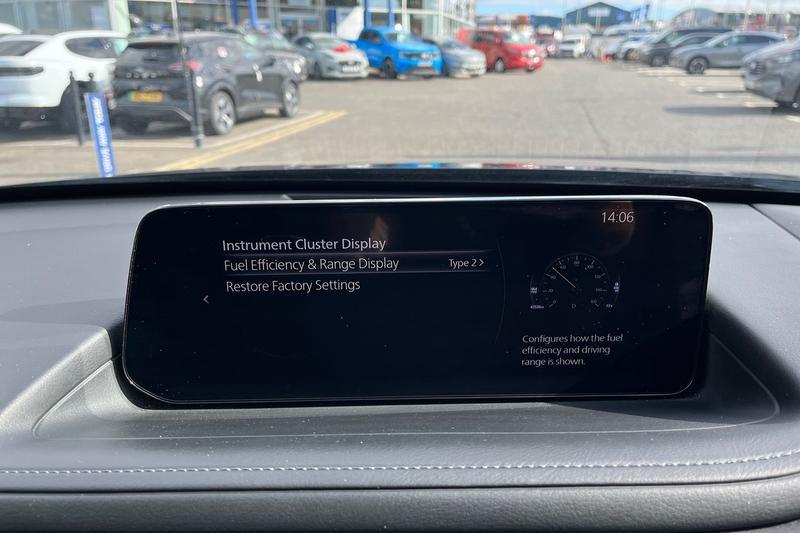 14:06
Instrument Cluster Display
Fuel Efficiency & Range Display Type 2
Restore Factory Settings
Configures how the fuel
efficiency and driving
range is shown.